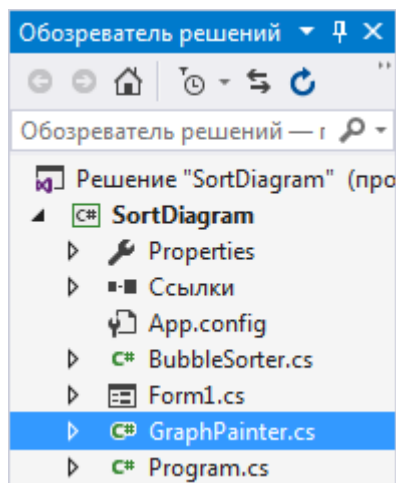 Обозреватель решений
Обозреватель решений — г
Решение "SortDiagram" (про
C# SortDiagram
Properties
Ссылки
App.config
C# BubbleSorter.cs
Form1.cs
C# GraphPainter.cs
C# Program.cs